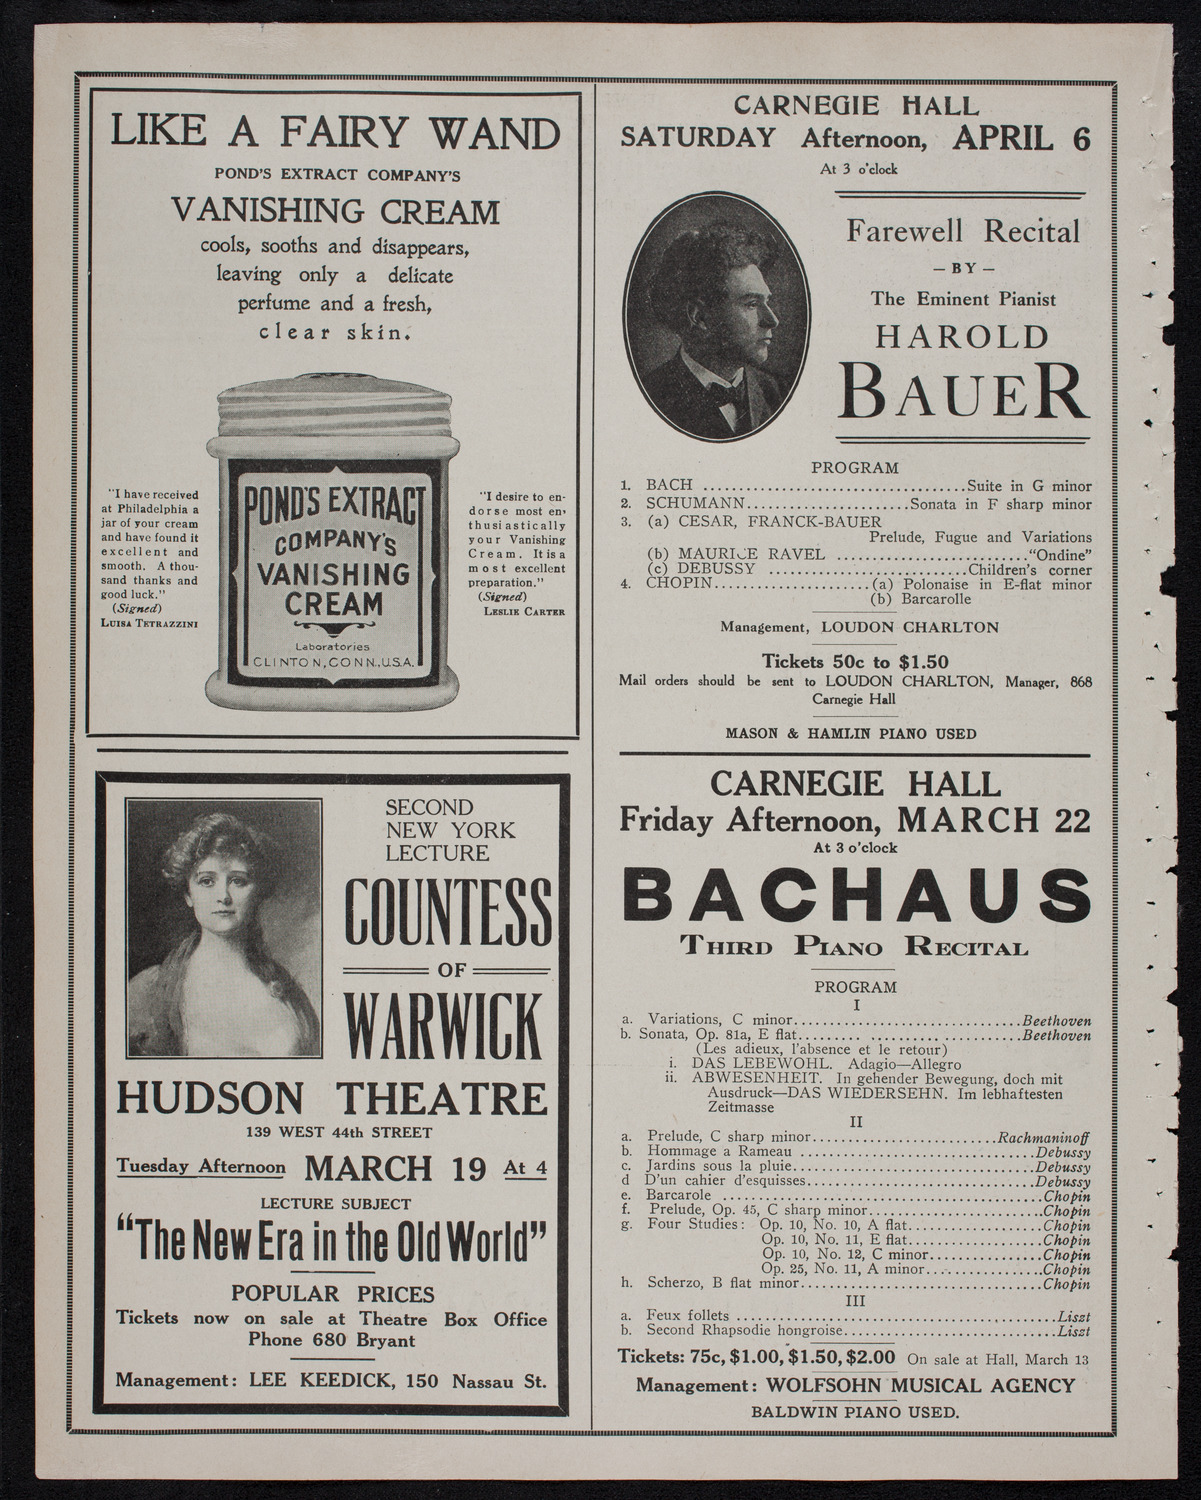 LIKE A FAIRY WAND
POND'S EXTRACT COMPANY'S
VANISHING CREAM
cools, sooths and disappears,
leaving only a delicate
perfume and a fresh,
clear skin.
"I have received
at Philadelphia a
jar of your cream
and have found it
excellent and
smooth. A thou-
sand thanks and
good luck."
(Signed)
LUISA TETRAZZINI
POND'S EXTRACT
COMPANY'S
VANISHING
CREAM
Laboratories
CLINTON, CONN., U.S.A.
"I desire to en-
dorse most en-
thusiastically
your Vanishing
Cream. It is a
most excellent
preparation."
(Signed)
LESLIE CARTER
SECOND
NEW YORK
LECTURE
COUNTESS
OF
WARWICK
HUDSON THEATRE
139 WEST 44th STREET
Tuesday Afternoon MARCH 19 At 4
LECTURE SUBJECT
"The New Era in the Old World"
POPULAR PRICES
Tickets now on sale at Theatre Box Office
Phone 680 Bryant
Management: LEE KEEDICK, 150 Nassau St.
CARNEGIE HALL
SATURDAY Afternoon, APRIL 6
At 3 o'clock
Farewell Recital
— BY —
The Eminent Pianist
HAROLD
BAUER
PROGRAM
1. BACH ..................................Suite in G minor
2. SCHUMANN.....................Sonata in F sharp minor
3. (a) CESAR, FRANCK-BAUER
Prelude, Fugue and Variations
(b) MAURICE RAVEL .........................."Ondine"
(c) DEBUSSY ..........................Children's corner
4. CHOPIN....................(a) Polonaise in E-flat minor
(b) Barcarolle
Management, LOUDON CHARLTON
Tickets 50c to $1.50
Mail orders should be sent to LOUDON CHARLTON, Manager, 868
Carnegie Hall
MASON & HAMLIN PIANO USED
CARNEGIE HALL
Friday Afternoon, MARCH 22
At 3 o'clock
BACHAUS
THIRD PIANO RECITAL
PROGRAM
I
a. Variations, C minor..............................Beethoven
b. Sonata, Op. 81a, E flat......... .......... .............Beethoven
(Les adieux, l'absence et le retour)
i. DAS LEBEWOHL. Adagio—Allegro
ii. ABWESENHEIT. In gehender Bewegung, doch mit
Ausdruck—DAS WIEDERSEHN. Im lebhaftesten
Zeitmasse
II
a. Prelude, C sharp minor........................Rachmaninoff
b. Hommage a Rameau ...............................Debussy
c. Jardins sous la pluie................................Debussy
d D'un cahier d'esquisses..............................Debussy
e. Barcarole ..........................................Chopin
f. Prelude, Op. 45, C sharp minor.......................Chopin
g. Four Studies: Op. 10, No. 10, A flat..................Chopin
Op. 10, No. 11, E flat..................Chopin
Op. 10, No. 12, C minor...............Chopin
Op. 25, No. 11, A minor................Chopin
h. Scherzo, B flat minor................................Chopin
III
a. Feux follets ..........................................Liszt
b. Second Rhapsodie hongroise............................Liszt
Tickets: 75c, $1.00, $1.50, $2.00 On sale at Hall, March 13
Management: WOLFSOHN MUSICAL AGENCY
BALDWIN PIANO USED.